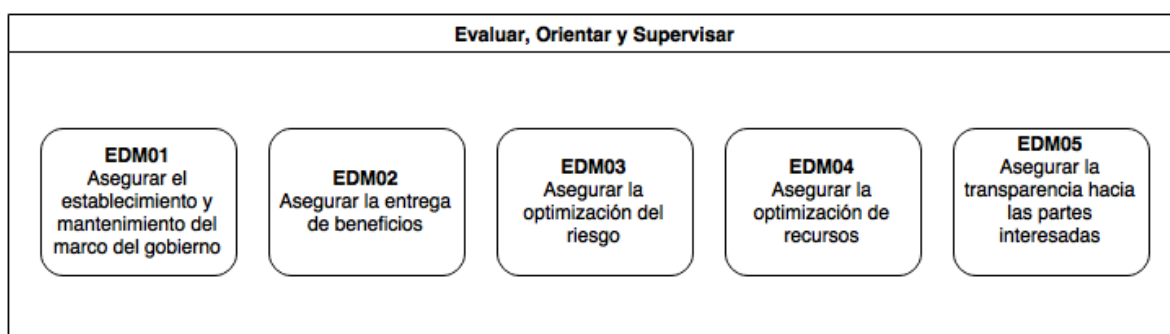 Evaluar, Orientar y Supervisar
EDM01
Asegurar el
establecimiento y
mantenimiento del
marco del gobierno
EDM02
Asegurar la entrega
de beneficios
EDM03
Asegurar la
optimización del
riesgo
EDM04
Asegurar la
optimización de
recursos
EDM05
Asegurar la
transparencia hacia
las partes
interesadas